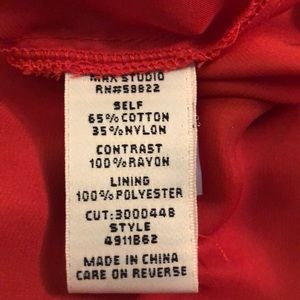 MAX STUDIO
RN#59822
SELF
65%COTTON
35%NYLON
CONTRAST
100%RAYON
LINING
100%POLYESTER
CUT:3000448
STYLE
4911B62
MADE IN CHINA
CARE ON REVERSE